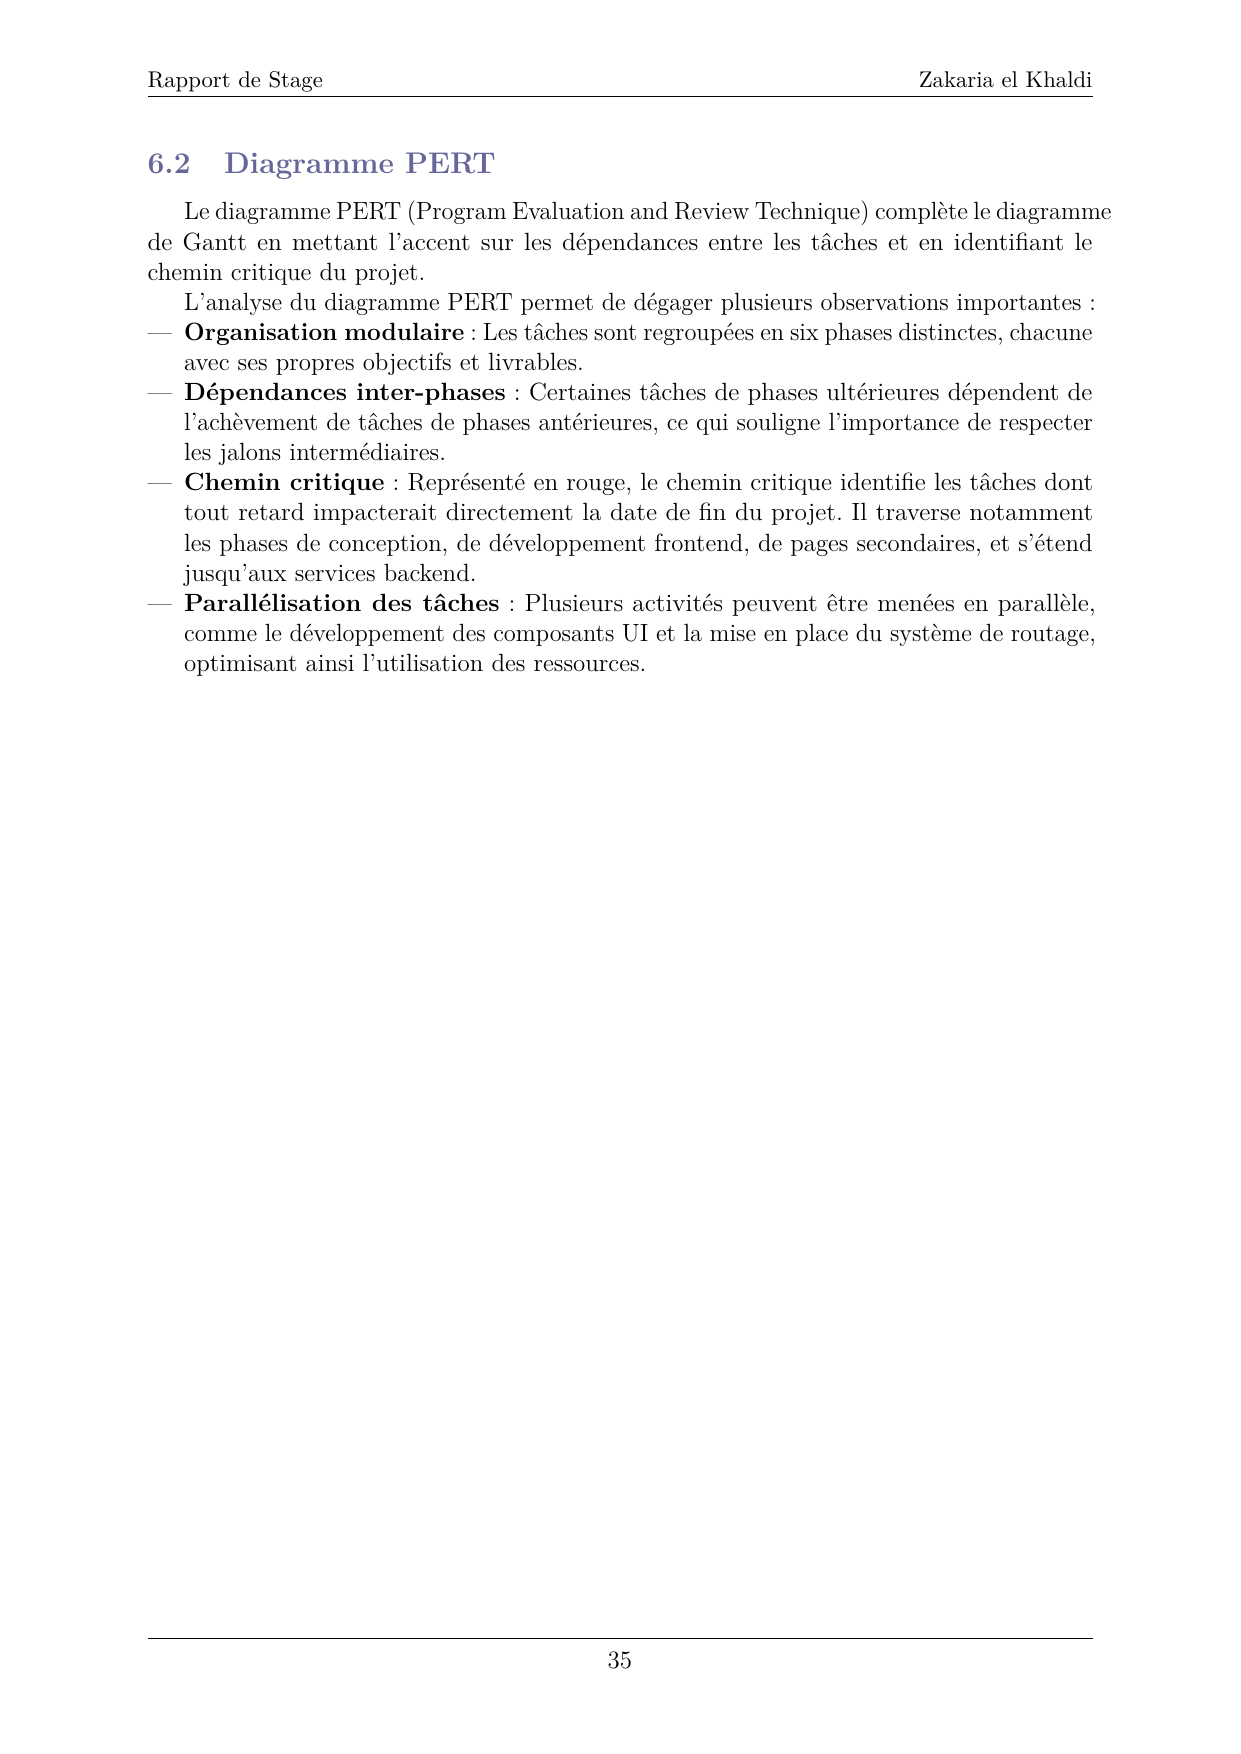 Rapport de Stage Zakaria el Khaldi
6.2 Diagramme PERT
Le diagramme PERT (Program Evaluation and Review Technique) complète le diagramme
de Gantt en mettant l'accent sur les dépendances entre les tâches et en identifiant le
chemin critique du projet.
L'analyse du diagramme PERT permet de dégager plusieurs observations importantes :
— Organisation modulaire : Les tâches sont regroupées en six phases distinctes, chacune
avec ses propres objectifs et livrables.
— Dépendances inter-phases : Certaines tâches de phases ultérieures dépendent de
l'achèvement de tâches de phases antérieures, ce qui souligne l'importance de respecter
les jalons intermédiaires.
— Chemin critique : Représenté en rouge, le chemin critique identifie les tâches dont
tout retard impacterait directement la date de fin du projet. Il traverse notamment
les phases de conception, de développement frontend, de pages secondaires, et s'étend
jusqu'aux services backend.
— Parallélisation des tâches : Plusieurs activités peuvent être menées en parallèle,
comme le développement des composants UI et la mise en place du système de routage,
optimisant ainsi l'utilisation des ressources.
35